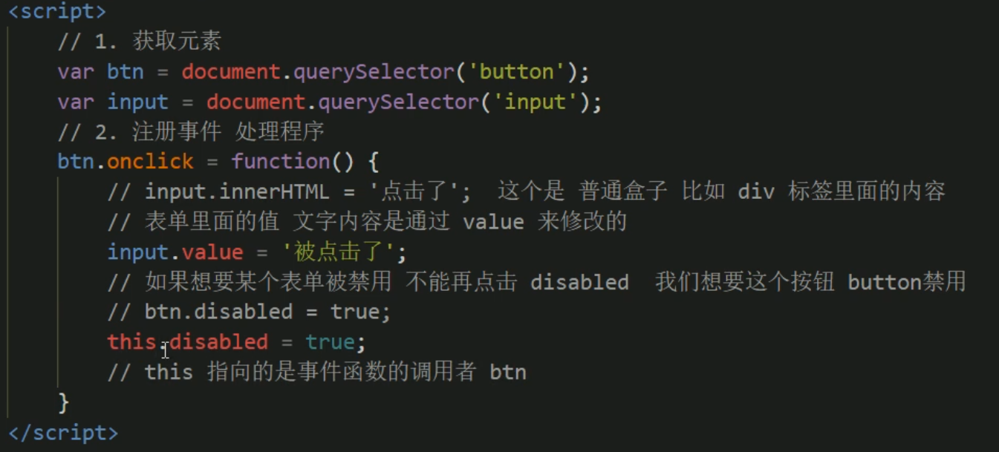 <script>
// 1. 获取元素
var btn = document.querySelector('button');
var input = document.querySelector('input');
// 2. 注册事件 处理程序
btn.onclick = function() {
// input.innerHTML = '点击了'; 这个是 普通盒子 比如 div 标签里面的内容
// 表单里面的值 文字内容是通过 value 来修改的
input.value = '被点击了';
// 如果想要某个表单被禁用 不能再点击 disabled 我们想要这个按钮 button禁用
// btn.disabled = true;
this.disabled = true;
// this 指向的是事件函数的调用者 btn
}
</script>